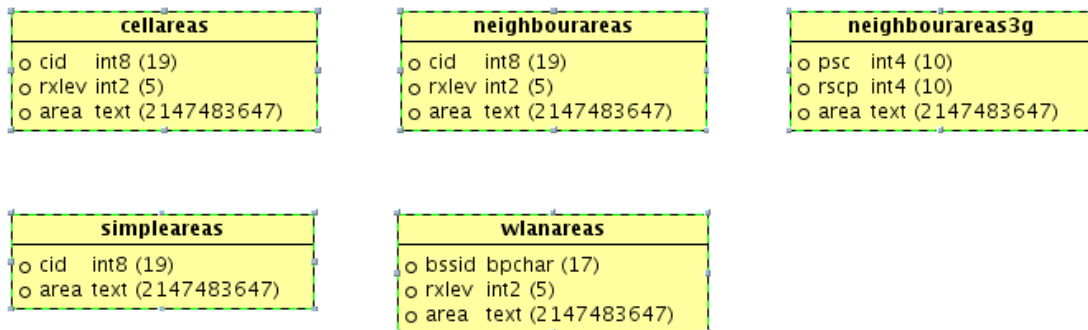 cellareas
cid int8 (19)
rxlev int2 (5)
area text (2147483647)
neighbourareas
cid int8 (19)
rxlev int2 (5)
area text (2147483647)
neighbourareas3g
psc int4 (10)
rscp int4 (10)
area text (2147483647)
simpleareas
cid int8 (19)
area text (2147483647)
wlanareas
bssid bpchar (17)
rxlev int2 (5)
area text (2147483647)